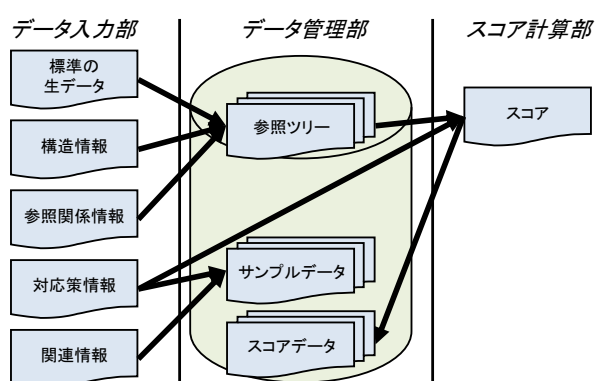 データ入力部
データ管理部
スコア計算部
標準の
生データ
構造情報
参照関係情報
対応策情報
関連情報
参照ツリー
サンプルデータ
スコアデータ
スコア